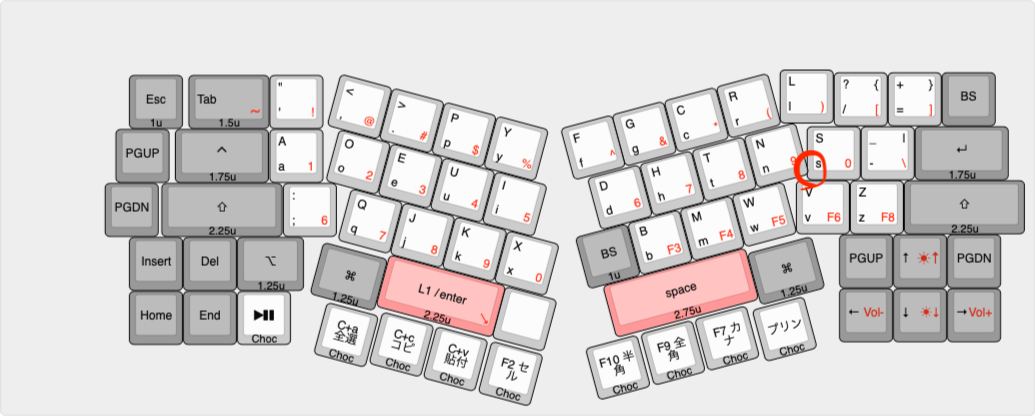 Esc
1u
Tab ~
1.5u
"
' !
<
, @
>
. #
P
p $
Y
y %
F
f ^
G
g &
C
c *
R
r (
L
l )
? {
/ [
+ }
= ]
BS
PGUP
^
1.75u
A
a 1
O
o 2
E
e 3
U
u 4
I
i 5
D
d 6
H
h 7
T
t 8
N
n 9
S
s 0
_ |
- \
↵
1.75u
PGDN
⇧
2.25u
:
; 6
Q
q 7
J
j 8
K
k 9
X
x 0
BS
1u
B
b F3
M
m F4
W
w F5
V
v F6
Z
z F8
⇧
2.25u
Insert
Del
⌥
1.25u
⌘
1.25u
L1 /enter
2.25u ↘
space
2.75u
⌘
1.25u
PGUP
↑ ☀↑
PGDN
Home
End
⏯
Choc
C+a
全選
Choc
C+c
コピ
Choc
C+v
貼付
Choc
F2 セ
ル
Choc
F10 半
角
Choc
F9 全
角
Choc
F7 カ
ナ
Choc
プリン
Choc
← Vol-
↓ ☀↓
→ Vol+